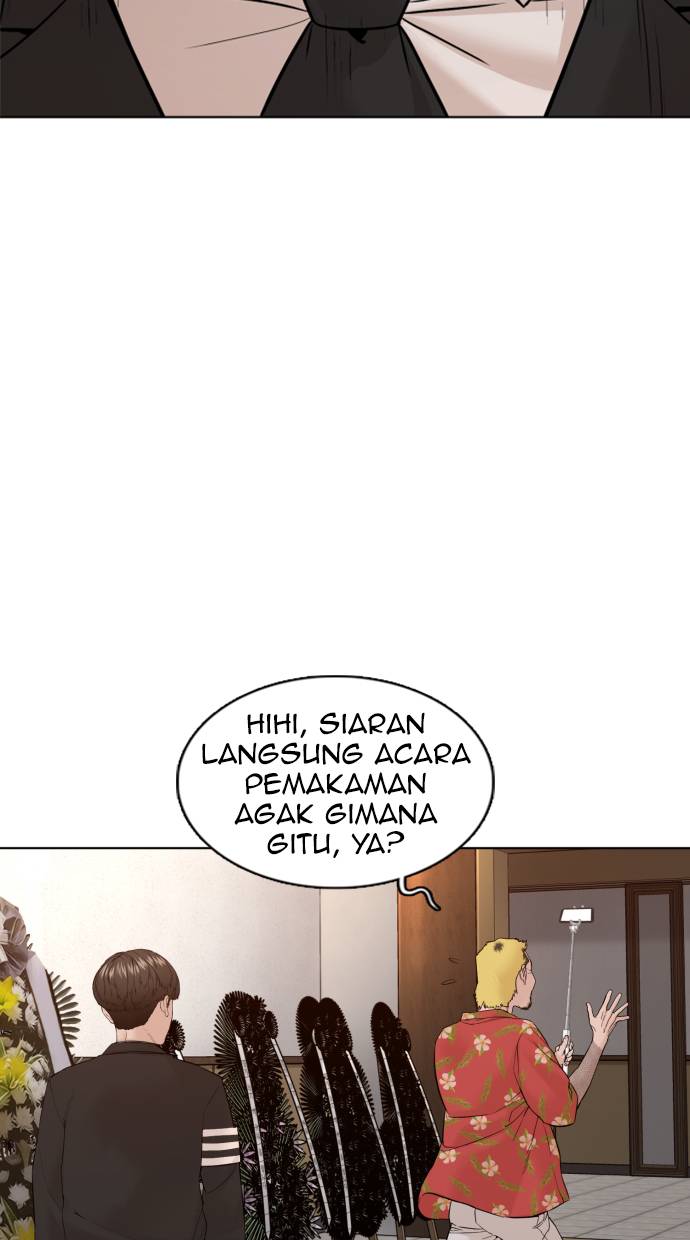 HIHI, SIARAN
LANGSUNG ACARA
PEMAKAMAN
AGAK GIMANA
GITU, YA?